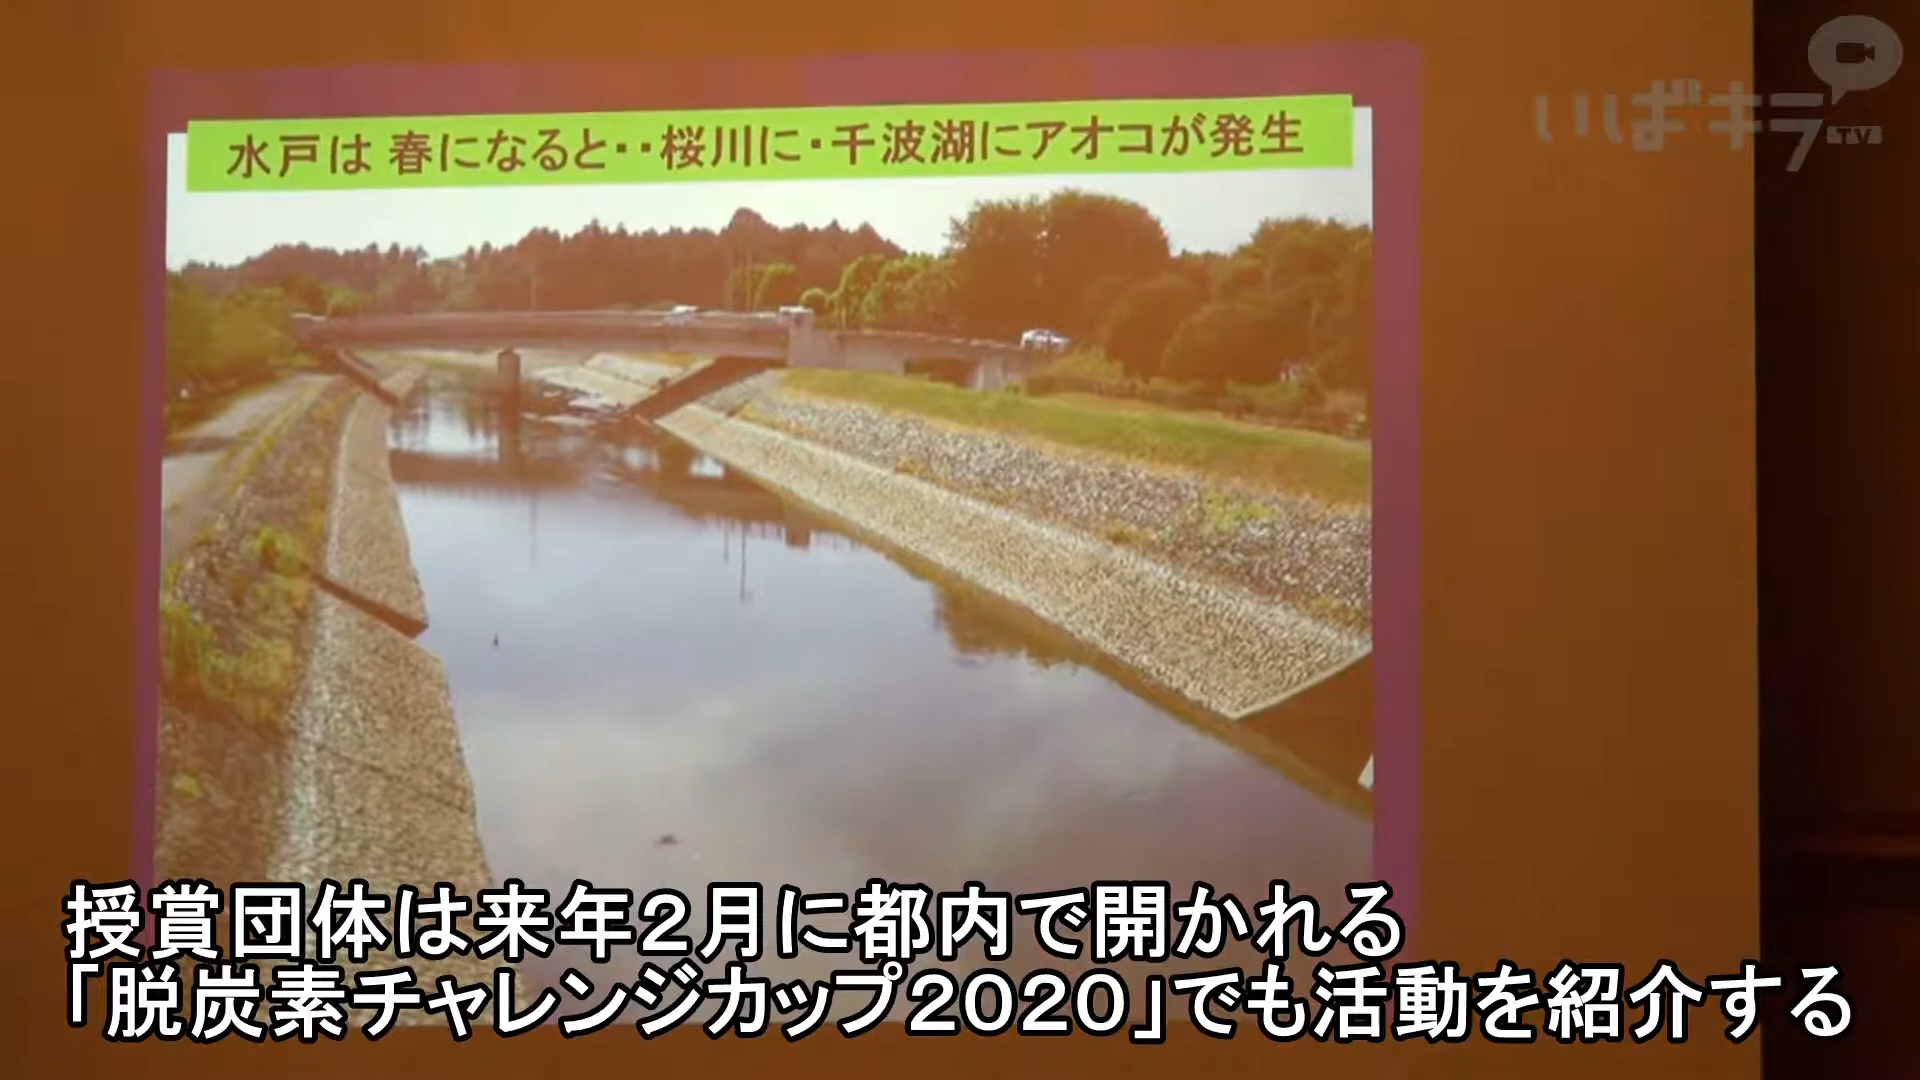 いばキラTV
水戸は 春になると・・桜川に・千波湖にアオコが発生
授賞団体は来年２月に都内で開かれる
「脱炭素チャレンジカップ２０２０」でも活動を紹介する